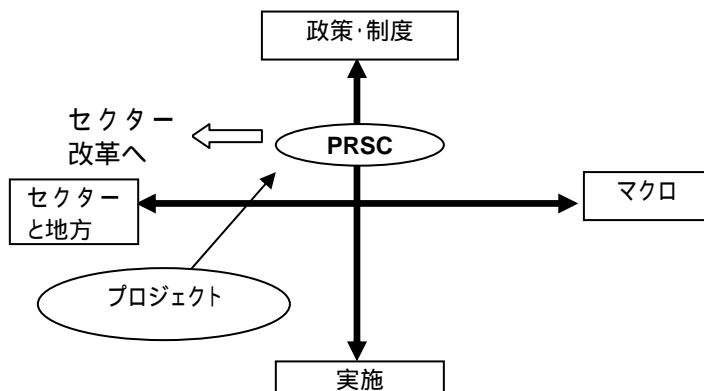 政策・制度
セクター
改革へ
PRSC
セクター
と地方
マクロ
プロジェクト
実施